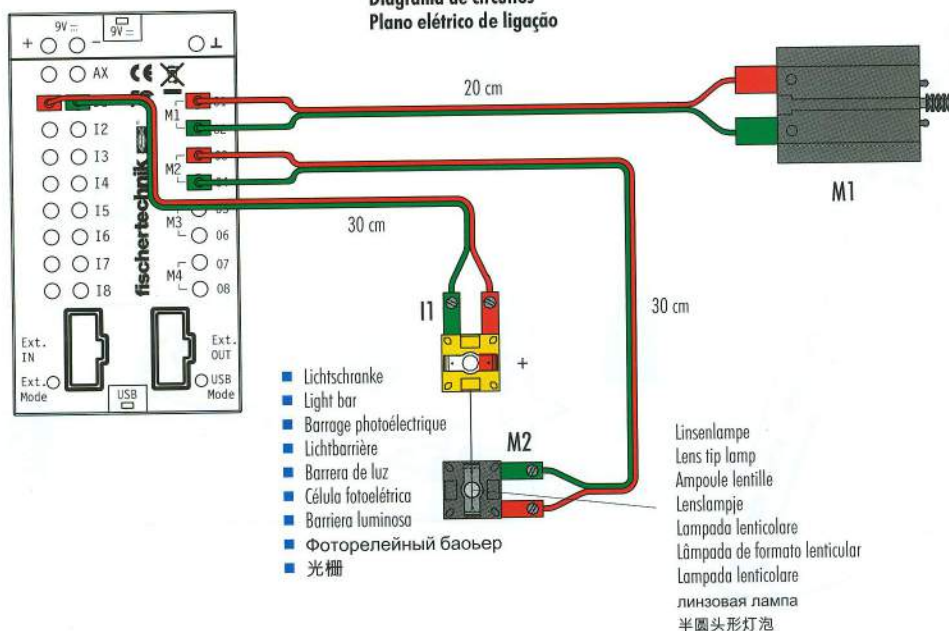 Diagrama de circuitos
Plano elétrico de ligação
9V
9V
+
-
AX
I2
I3
I4
I5
I6
I7
I8
fischertechnik
M1
M2
M3
M4
06
07
08
Ext.
IN
Ext.
Mode
USB
Ext.
OUT
USB
Mode
20 cm
M1
30 cm
30 cm
I1
+
M2
Lichtschranke
Light bar
Barrage photoélectrique
Lichtbarrière
Barrera de luz
Célula fotoelétrica
Barriera luminosa
Фоторелейный баоьер
光栅
Linsenlampe
Lens tip lamp
Ampoule lentille
Lenslampje
Lampada lenticolare
Lâmpada de formato lenticular
Lampada lenticolare
линзовая лампа
半圆头形灯泡